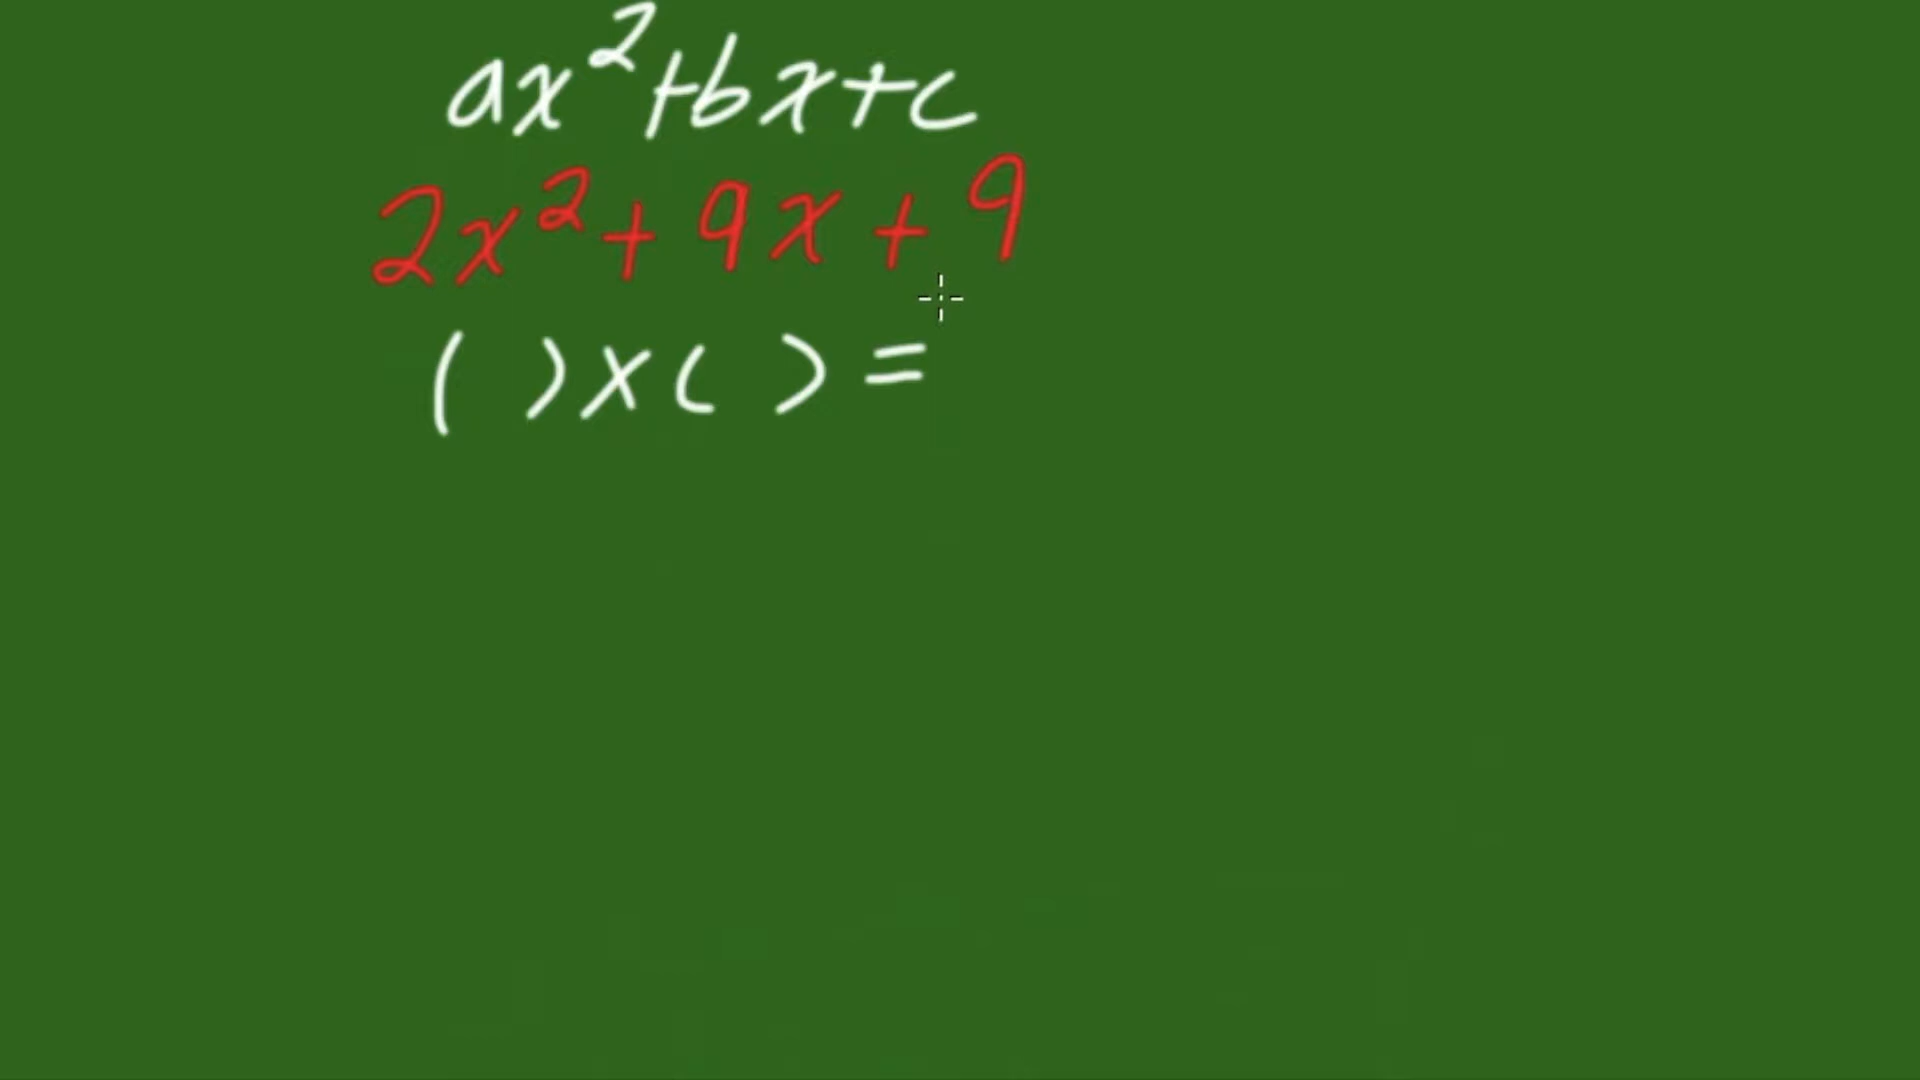 ax²+bx+c
2x²+9x+9
( )x( )=